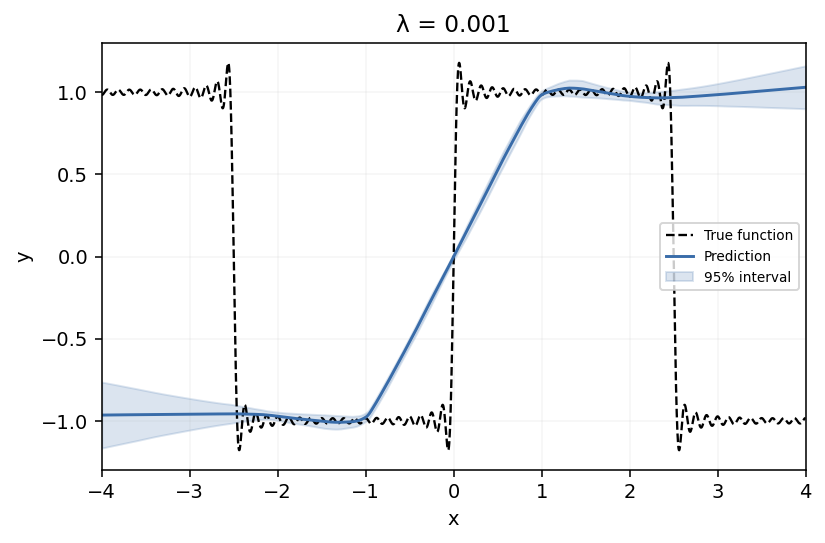 λ = 0.001
1.0
0.5
0.0
−0.5
−1.0
y
True function
Prediction
95% interval
−4 −3 −2 −1 0 1 2 3 4
x